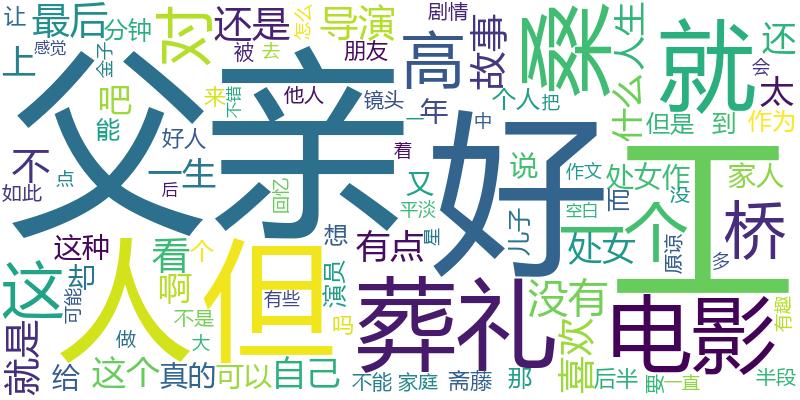 让 最后 分钟 对 还是 怎么 导演 剧情 桑 就 还
感觉 金子 被 去 朋友 高 故事 人生 会
上 父亲 吧 来 不错 他人 镜头 年 一 个人 把 什么 太
能 好 中 但是 到 作为
不 好人 着 说 作文 处女作 没 家人
如此 点 一生 后 回忆 又 平淡 空白 而 工
这种 看 个 想 有点 是 儿子 处女 一个 原谅 桥
这 却 人 但 啊 有些 演员 葬礼 没有 多 电影
可能 不是 吗 喜欢 有趣
就是 做 大
给 这个 真的 可以 自己 不能 家庭 斋藤 那 后半 娶 一直 半段